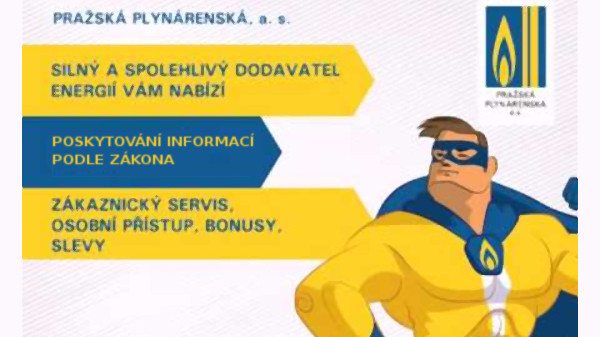 PRAŽSKÁ PLYNÁRENSKÁ, a. s.
SILNÝ A SPOLEHLIVÝ DODAVATEL
ENERGIÍ VÁM NABÍZÍ
POSKYTOVÁNÍ INFORMACÍ
PODLE ZÁKONA
ZÁKAZNICKÝ SERVIS,
OSOBNÍ PŘÍSTUP, BONUSY,
SLEVY
PRAŽSKÁ
PLYNÁRENSKÁ
a.s.